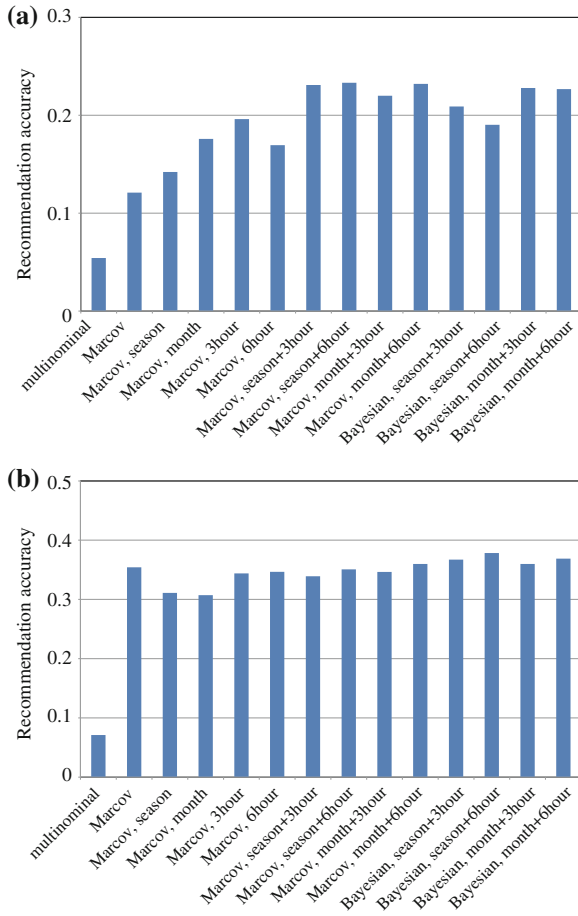 (a)
Recommendation accuracy
0.3
0.2
0.1
0
multinominal
Marcov
Marcov, season
Marcov, month
Marcov, 3hour
Marcov, 6hour
Marcov, season+3hour
Marcov, season+6hour
Marcov, month+3hour
Marcov, month+6hour
Bayesian, season+3hour
Bayesian, season+6hour
Bayesian, month+3hour
Bayesian, month+6hour
(b)
Recommendation accuracy
0.5
0.4
0.3
0.2
0.1
0
multinominal
Marcov
Marcov, season
Marcov, month
Marcov, 3hour
Marcov, 6hour
Marcov, season+3hour
Marcov, season+6hour
Marcov, month+3hour
Marcov, month+6hour
Bayesian, season+3hour
Bayesian, season+6hour
Bayesian, month+3hour
Bayesian, month+6hour